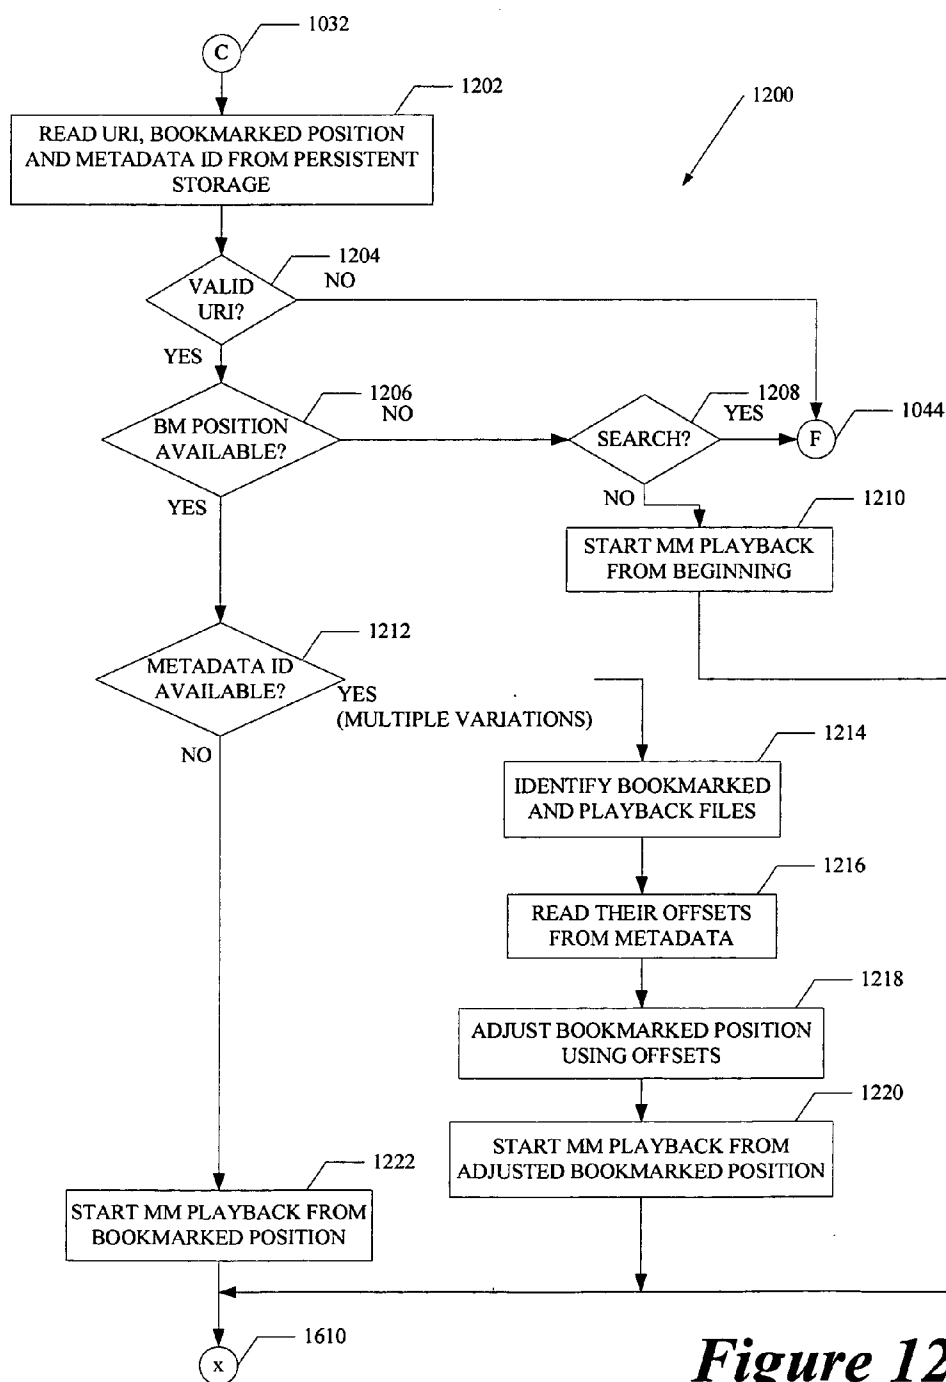 C
1032
1202
1200
READ URI, BOOKMARKED POSITION
AND METADATA ID FROM PERSISTENT
STORAGE
1204
VALID
URI?
NO
YES
1206
BM POSITION
AVAILABLE?
NO
1208
SEARCH?
YES
F
1044
YES
NO
1210
START MM PLAYBACK
FROM BEGINNING
1212
METADATA ID
AVAILABLE?
YES
(MULTIPLE VARIATIONS)
NO
1214
IDENTIFY BOOKMARKED
AND PLAYBACK FILES
1216
READ THEIR OFFSETS
FROM METADATA
1218
ADJUST BOOKMARKED POSITION
USING OFFSETS
1220
START MM PLAYBACK FROM
ADJUSTED BOOKMARKED POSITION
1222
START MM PLAYBACK FROM
BOOKMARKED POSITION
x
1610
Figure 12